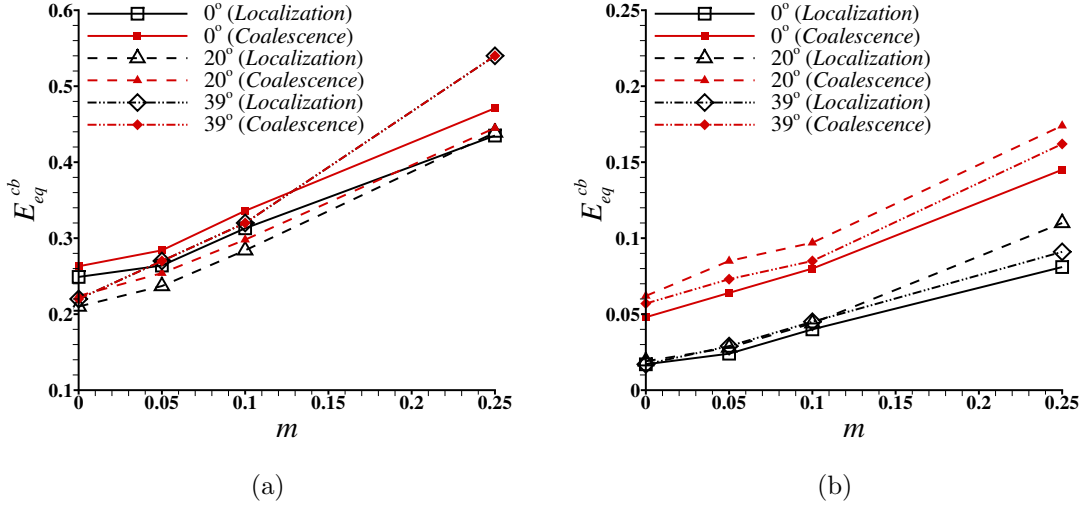 0.6
0.5
0.4
0.3
0.2
0.1
E_eq^cb
0 0.05 0.1 0.15 0.2 0.25
m
0° (Localization)
0° (Coalescence)
20° (Localization)
20° (Coalescence)
39° (Localization)
39° (Coalescence)
(a)
0.25
0.2
0.15
0.1
0.05
0
E_eq^cb
0 0.05 0.1 0.15 0.2 0.25
m
0° (Localization)
0° (Coalescence)
20° (Localization)
20° (Coalescence)
39° (Localization)
39° (Coalescence)
(b)